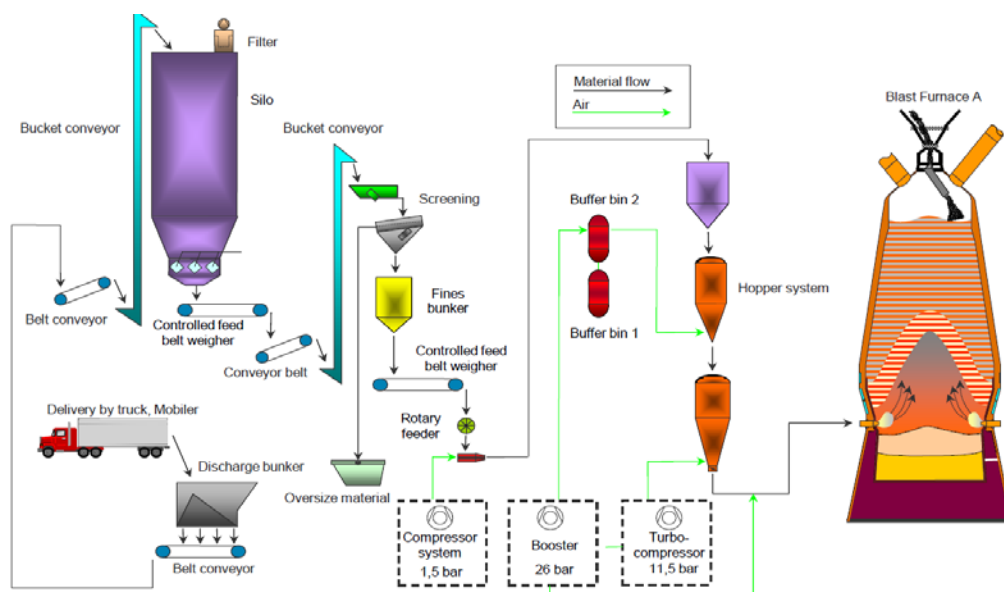 Filter
Silo
Bucket conveyor
Bucket conveyor
Material flow
Air
Blast Furnace A
Screening
Buffer bin 2
Hopper system
Fines
bunker
Buffer bin 1
Belt conveyor
Controlled feed
belt weigher
Conveyor belt
Controlled feed
belt weigher
Delivery by truck, Mobiler
Rotary
feeder
Discharge bunker
Oversize material
Belt conveyor
Compressor
system
1,5 bar
Booster
26 bar
Turbo-
compressor
11,5 bar